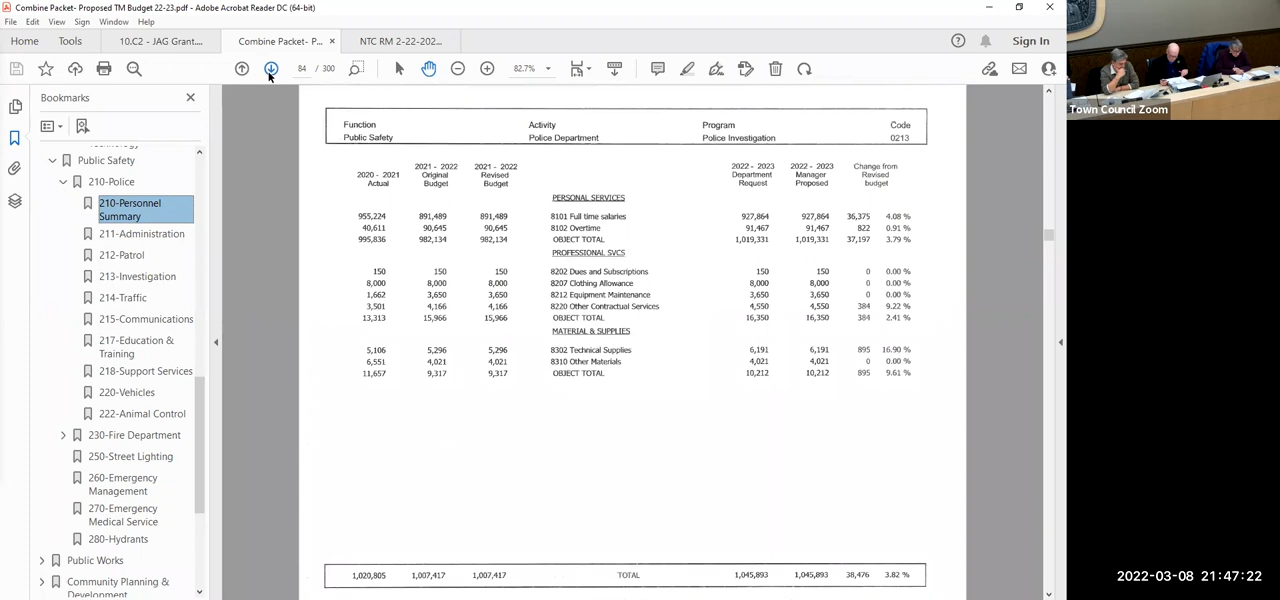 Combine Packet- Proposed TM Budget 22-23.pdf - Adobe Acrobat Reader DC (64-bit)
File Edit View Sign Window Help
Home Tools 10.C2 - JAG Grant... Combine Packet- P... × NTC RM 2-22-202... Sign In
84 / 300 82.7%
Bookmarks
Public Safety
210-Police
210-Personnel
Summary
211-Administration
212-Patrol
213-Investigation
214-Traffic
215-Communications
217-Education &
Training
218-Support Services
220-Vehicles
222-Animal Control
230-Fire Department
250-Street Lighting
260-Emergency
Management
270-Emergency
Medical Service
280-Hydrants
Public Works
Community Planning &
Development
Function Activity Program Code
Public Safety Police Department Police Investigation 0213
2020 - 2021 Actual 2021 - 2022 Original Budget 2021 - 2022 Revised Budget 2022 - 2023 Department Request 2022 - 2023 Manager Proposed Change from Revised budget
PERSONAL SERVICES
955,224 891,489 891,489 8101 Full time salaries 927,864 927,864 36,375 4.08 %
40,611 90,645 90,645 8102 Overtime 91,467 91,467 822 0.91 %
995,836 982,134 982,134 OBJECT TOTAL 1,019,331 1,019,331 37,197 3.79 %
PROFESSIONAL SVCS
150 150 150 8202 Dues and Subscriptions 150 150 0 0.00 %
8,000 8,000 8,000 8207 Clothing Allowance 8,000 8,000 0 0.00 %
1,662 3,650 3,650 8212 Equipment Maintenance 3,650 3,650 0 0.00 %
3,501 4,166 4,166 8220 Other Contractual Services 4,550 4,550 384 9.22 %
13,313 15,966 15,966 OBJECT TOTAL 16,350 16,350 384 2.41 %
MATERIAL & SUPPLIES
5,106 5,296 5,296 8302 Technical Supplies 6,191 6,191 895 16.90 %
6,551 4,021 4,021 8310 Other Materials 4,021 4,021 0 0.00 %
11,657 9,317 9,317 OBJECT TOTAL 10,212 10,212 895 9.61 %
1,020,805 1,007,417 1,007,417 TOTAL 1,045,893 1,045,893 38,476 3.82 %
Town Council Zoom
2022-03-08 21:47:22